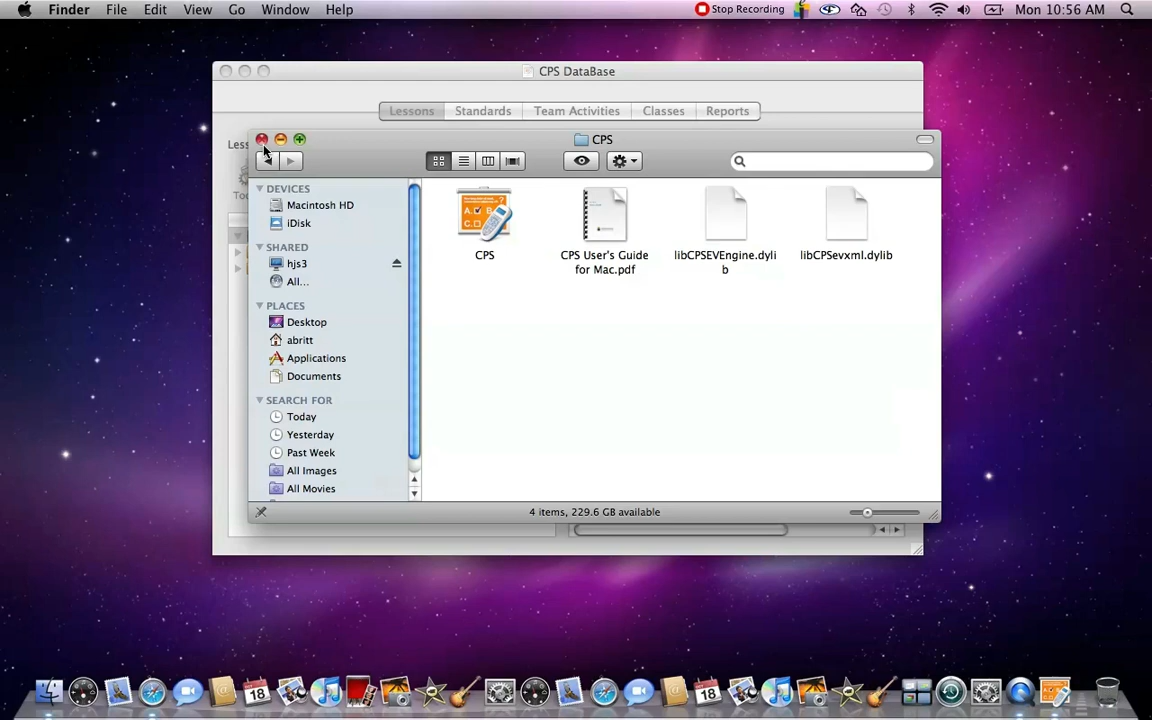 Finder File Edit View Go Window Help Stop Recording Mon 10:56 AM
CPS DataBase
Lessons Standards Team Activities Classes Reports
CPS
DEVICES
Macintosh HD
iDisk
SHARED
hjs3
All...
PLACES
Desktop
abritt
Applications
Documents
SEARCH FOR
Today
Yesterday
Past Week
All Images
All Movies
A. B
C.
CPS
CPS User's Guide
for Mac.pdf
libCPSEVEngine.dyli
b
libCPSevxml.dylib
4 items, 229.6 GB available
18 18